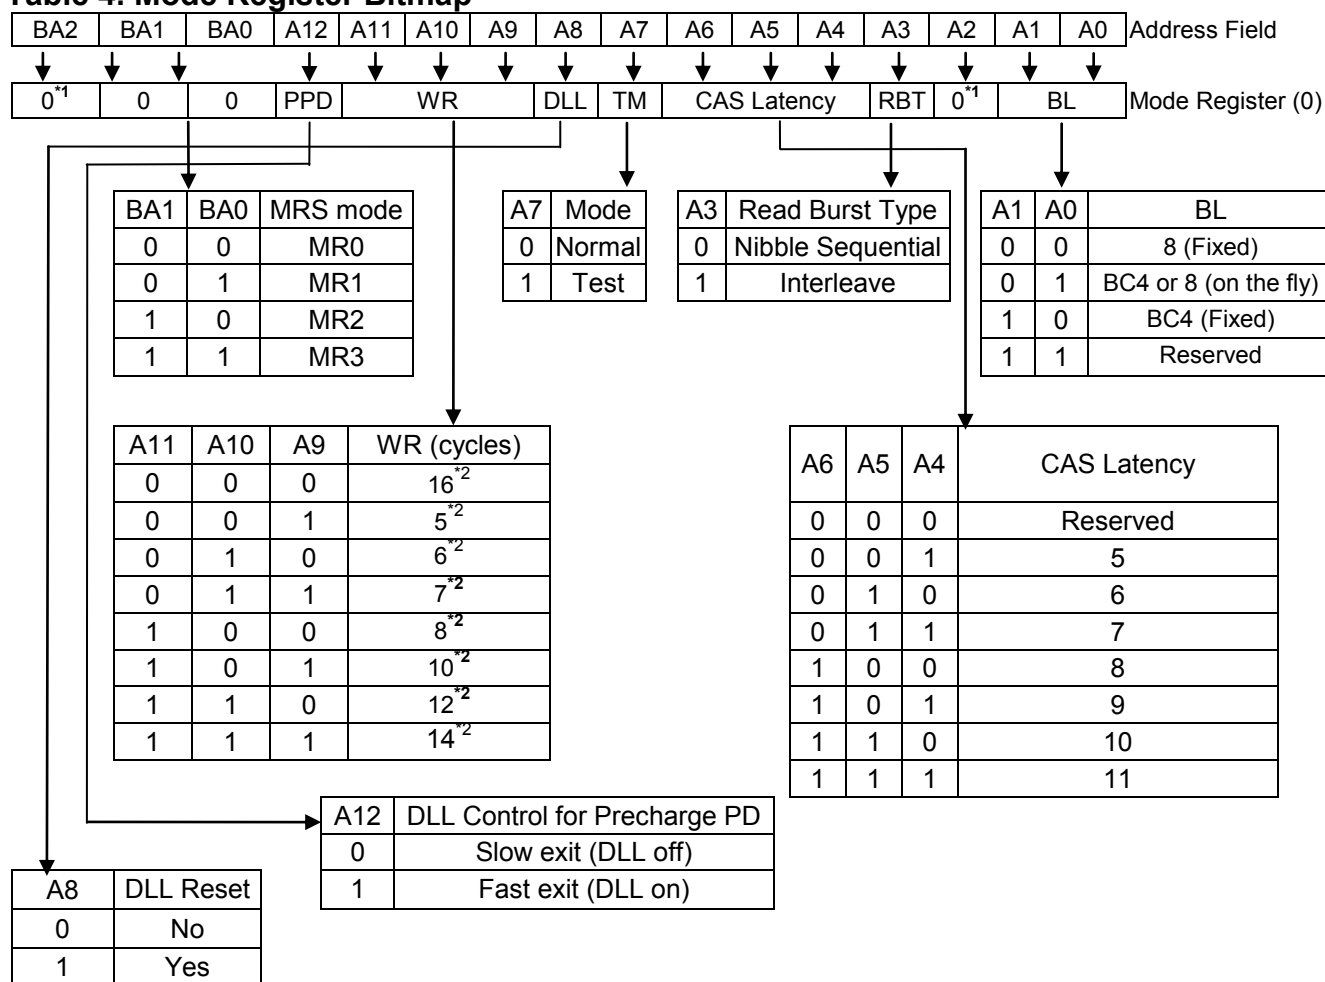 Table 4. Mode Register Bitmap
BA2 BA1 BA0 A12 A11 A10 A9 A8 A7 A6 A5 A4 A3 A2 A1 A0 Address Field
0*1 0 0 PPD WR DLL TM CAS Latency RBT 0*1 BL Mode Register (0)
BA1 BA0 MRS mode
0 0 MR0
0 1 MR1
1 0 MR2
1 1 MR3
A7 Mode
0 Normal
1 Test
A3 Read Burst Type
0 Nibble Sequential
1 Interleave
A1 A0 BL
0 0 8 (Fixed)
0 1 BC4 or 8 (on the fly)
1 0 BC4 (Fixed)
1 1 Reserved
A11 A10 A9 WR (cycles)
0 0 0 16*2
0 0 1 5*2
0 1 0 6*2
0 1 1 7*2
1 0 0 8*2
1 0 1 10*2
1 1 0 12*2
1 1 1 14*2
A6 A5 A4 CAS Latency
0 0 0 Reserved
0 0 1 5
0 1 0 6
0 1 1 7
1 0 0 8
1 0 1 9
1 1 0 10
1 1 1 11
A12 DLL Control for Precharge PD
0 Slow exit (DLL off)
1 Fast exit (DLL on)
A8 DLL Reset
0 No
1 Yes